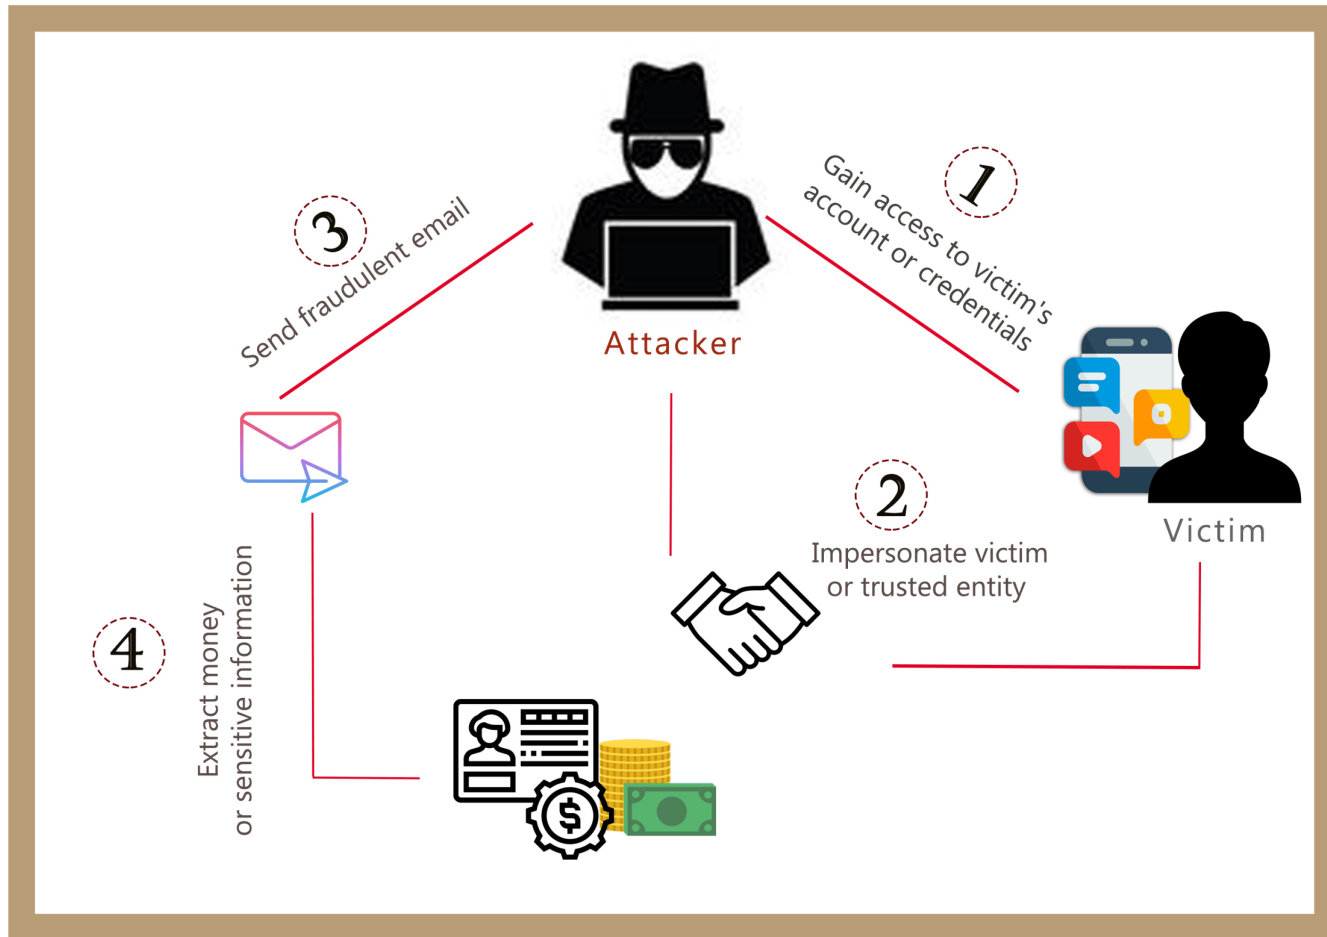 Attacker
1
Gain access to victim's
account or credentials
Victim
2
Impersonate victim
or trusted entity
3
Send fraudulent email
4
Extract money
or sensitive information
$